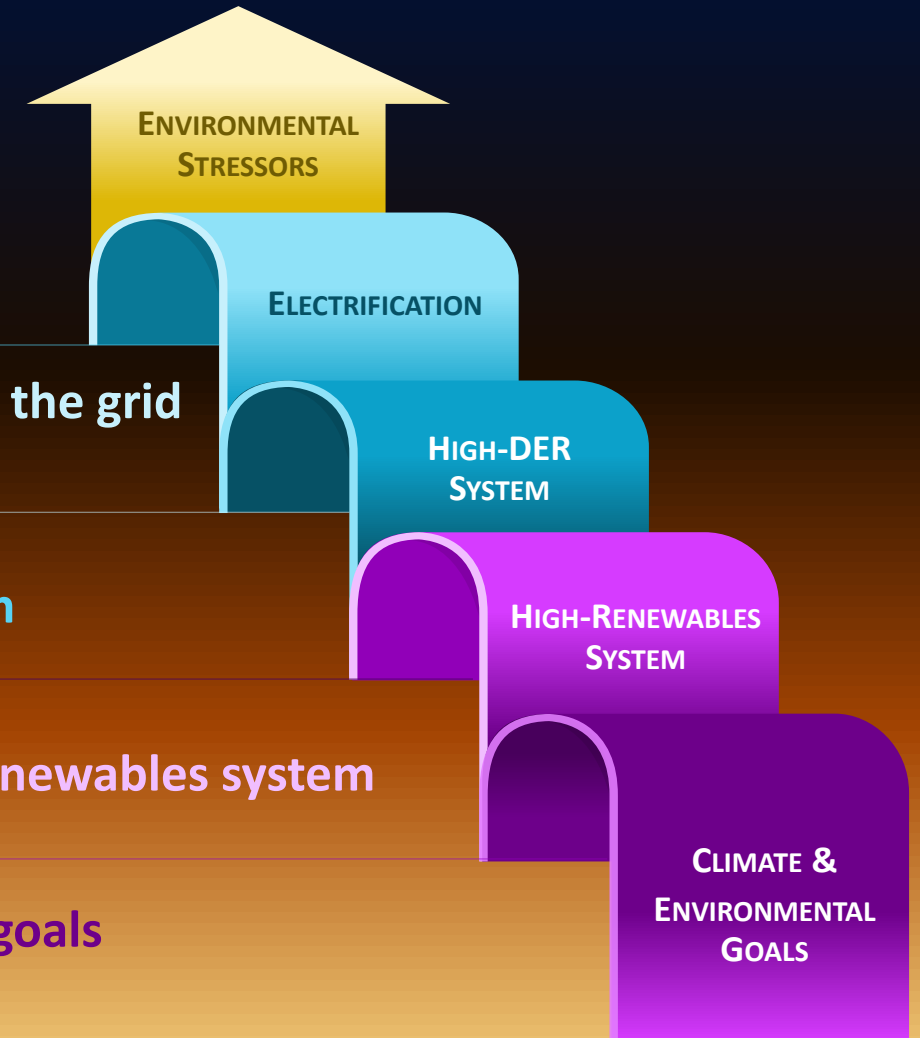 ENVIRONMENTAL
STRESSORS
ELECTRIFICATION
the grid
HIGH-DER
SYSTEM
HIGH-RENEWABLES
SYSTEM
newables system
CLIMATE &
ENVIRONMENTAL
GOALS
goals